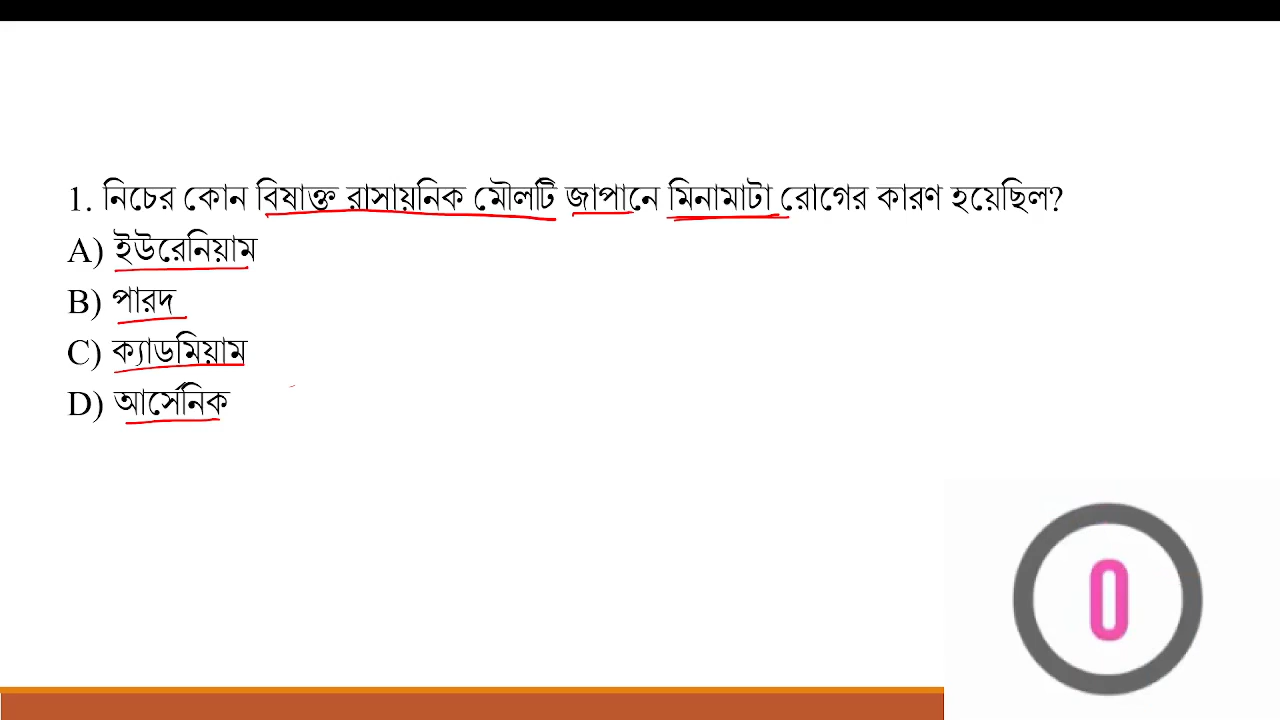 1. নিচের কোন বিষাক্ত রাসায়নিক মৌলটি জাপানে মিনামাটা রোগের কারণ হয়েছিল?
A) ইউরেনিয়াম
B) পারদ
C) ক্যাডমিয়াম
D) আর্সেনিক
0